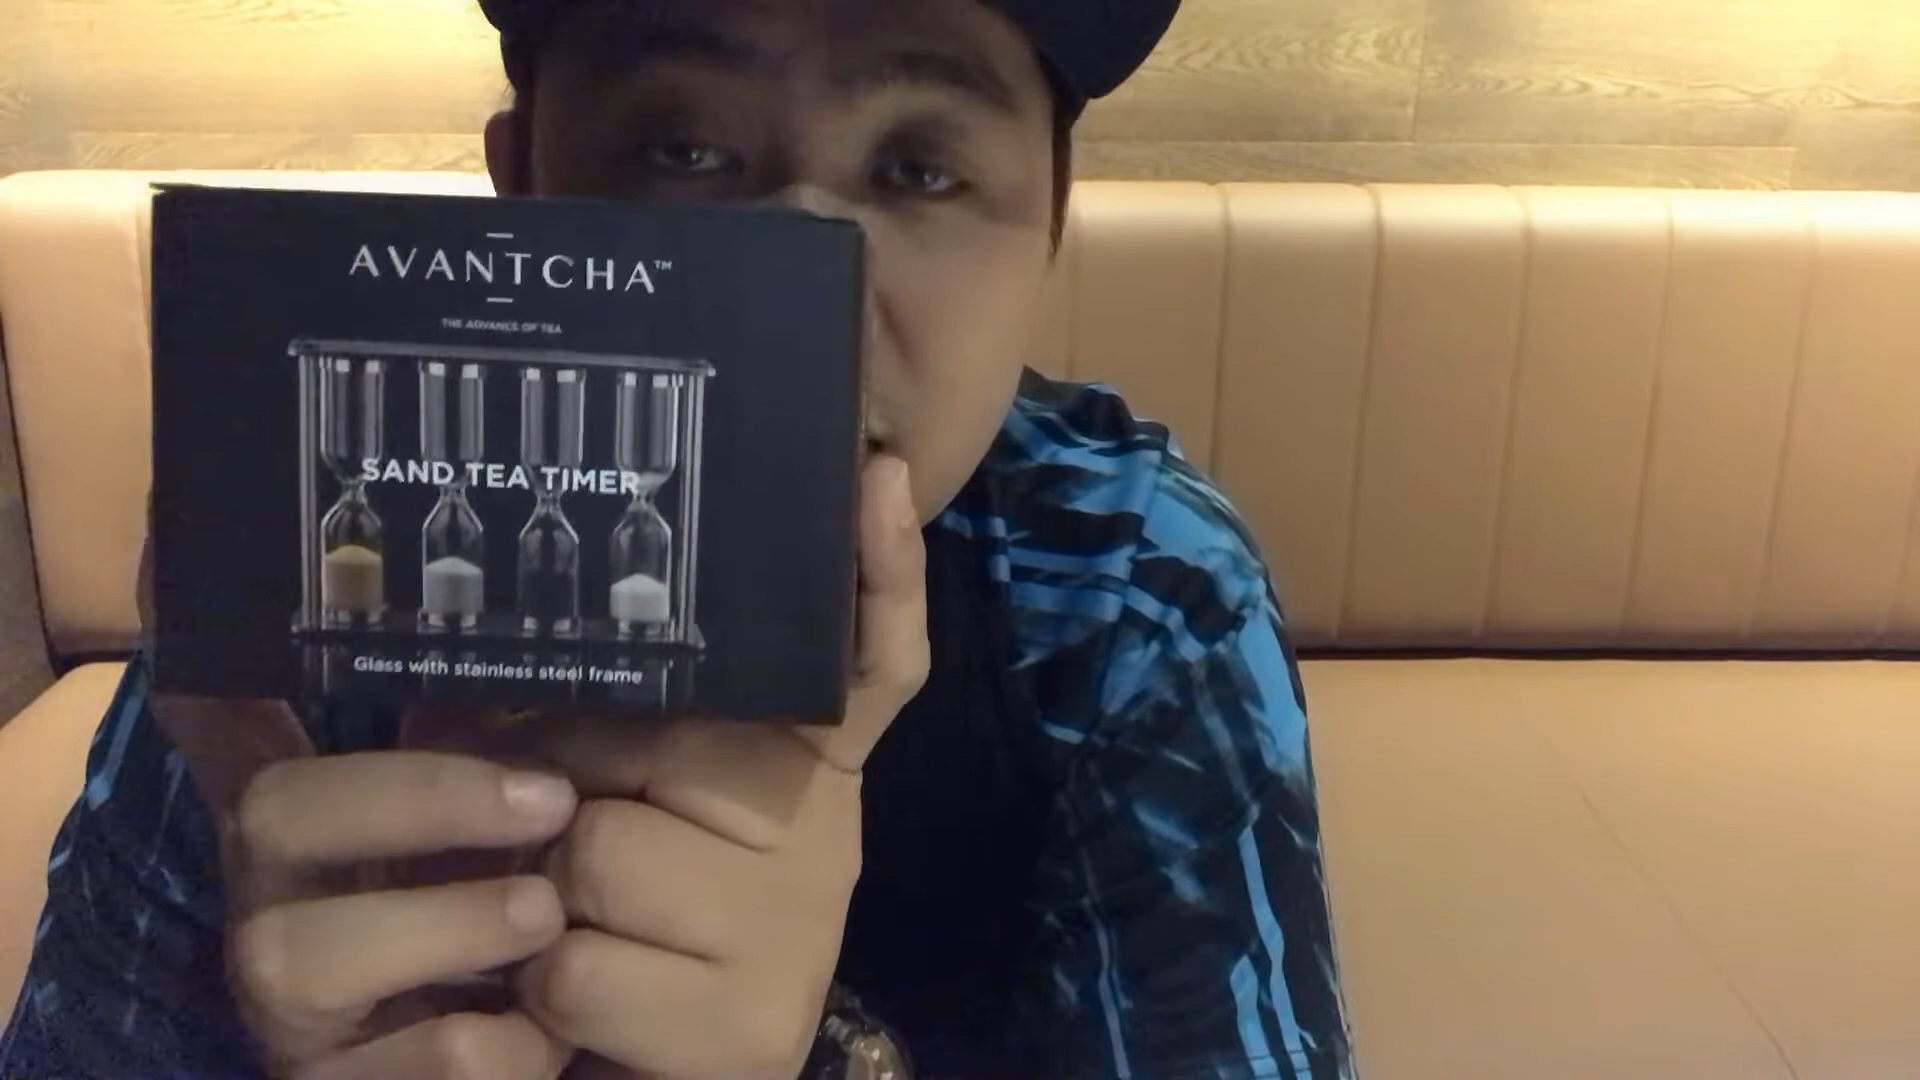 AVANTCHA™
THE ADVANCE OF TEA
SAND TEA TIMER
Glass with stainless steel frame